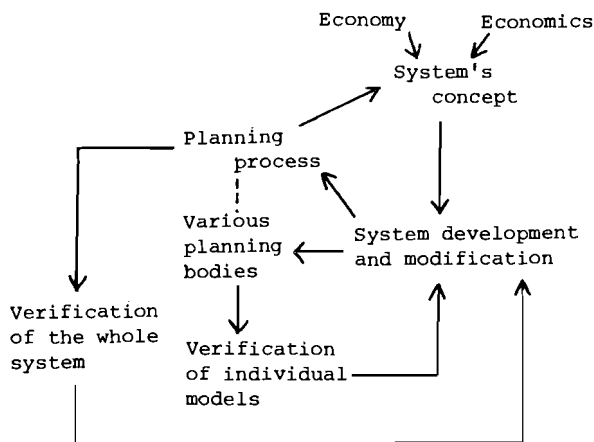 Economy Economics
System's
concept
Planning
process
Various
planning
bodies
System development
and modification
Verification
of the whole
system
Verification
of individual
models